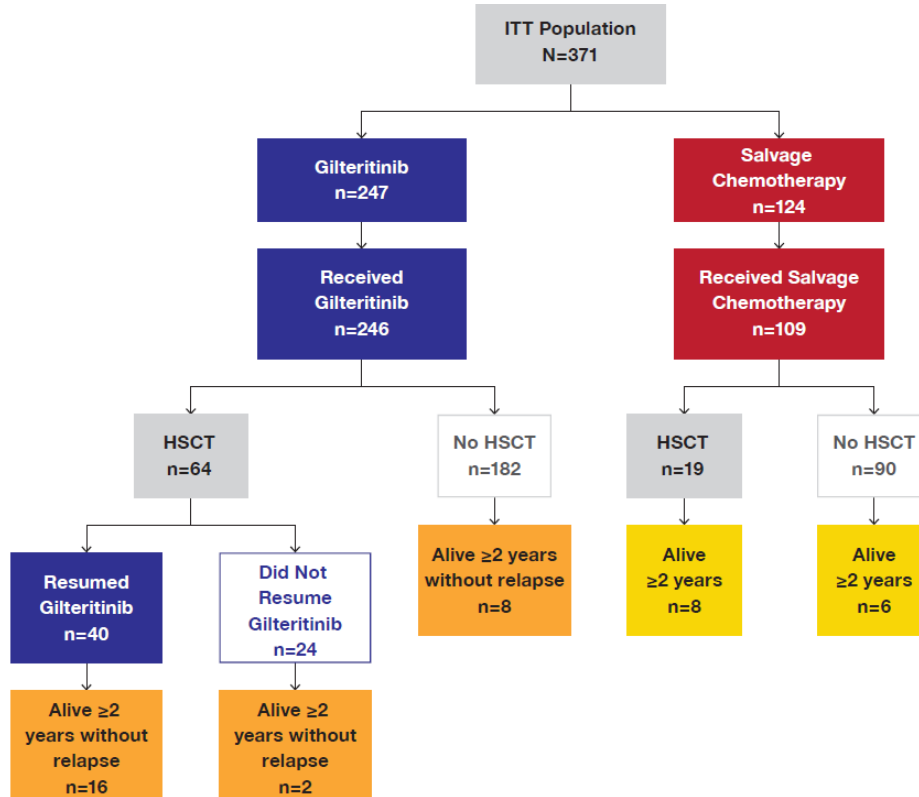 ITT Population
N=371
Gilteritinib
n=247
Salvage
Chemotherapy
n=124
Received
Gilteritinib
n=246
Received Salvage
Chemotherapy
n=109
HSCT
n=64
No HSCT
n=182
HSCT
n=19
No HSCT
n=90
Resumed
Gilteritinib
n=40
Did Not
Resume
Gilteritinib
n=24
Alive ≥2 years
without relapse
n=8
Alive
≥2 years
n=8
Alive
≥2 years
n=6
Alive ≥2
years without
relapse
n=16
Alive ≥2
years without
relapse
n=2